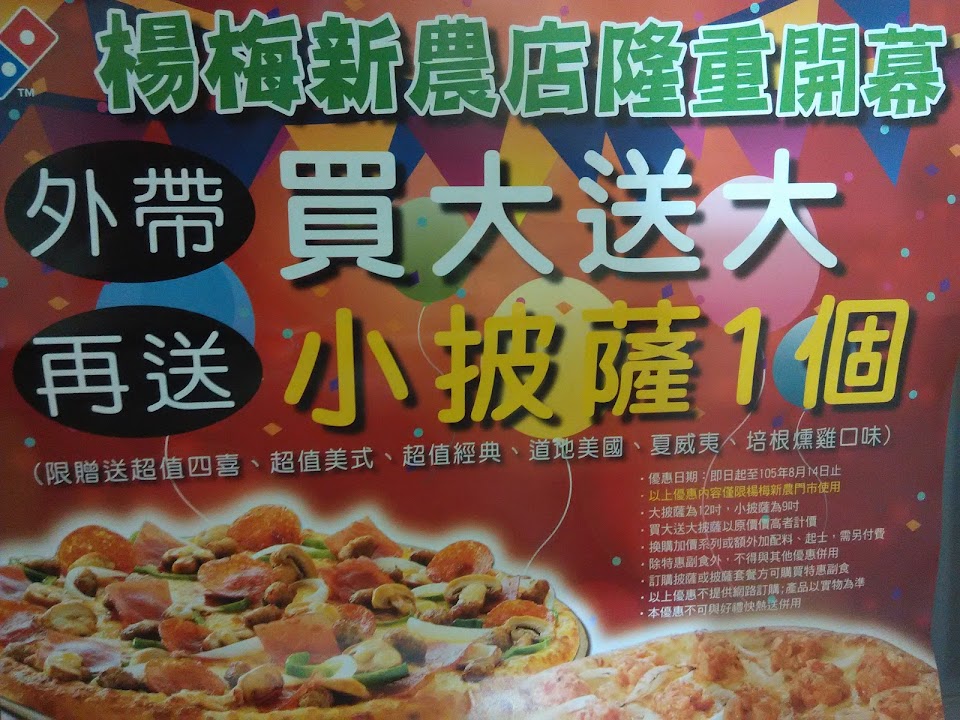 TM
楊梅新農店隆重開幕
外帶 買大送大
再送 小披薩1個
(限贈送超值四喜、超值美式、超值經典、道地美國、夏威夷、培根燻雞口味)
·優惠日期：即日起至105年8月14日止
·以上優惠內容僅限楊梅新農門市使用
·大披薩為12吋，小披薩為9吋
·買大送大披薩以原價價高者計價
·換購加價系列或額外加配料、起士，需另付費
·除特惠副食外，不得與其他優惠併用
·訂購披薩或披薩套餐方可購買特惠副食
·以上優惠不提供網路訂購;產品以實物為準
·本優惠不可與好禮快熱送併用